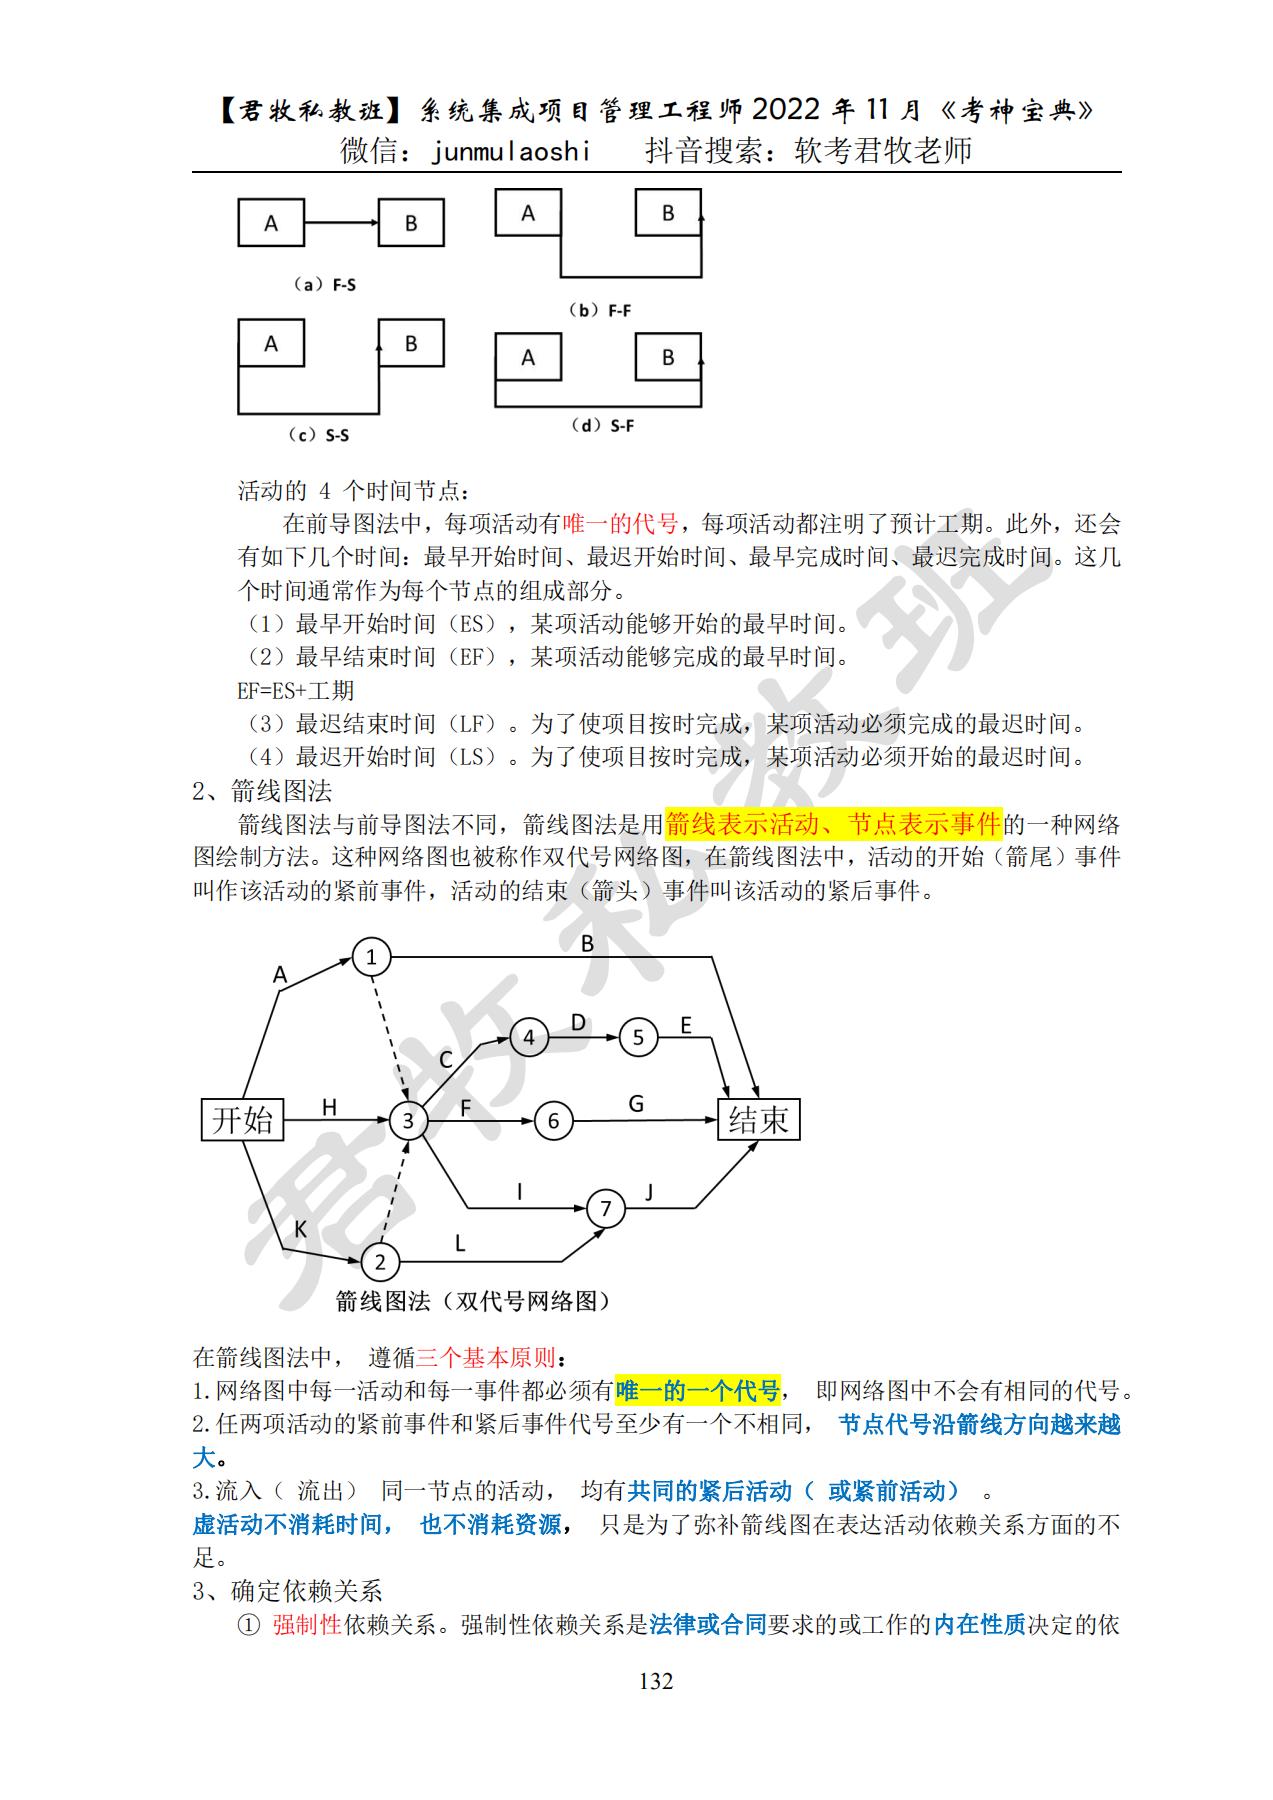 【君牧私教班】系统集成项目管理工程师 2022 年 11 月《考神宝典》
微信：junmulaoshi 抖音搜索：软考君牧老师
A B A B
（a）F-S
（b）F-F
A B A B
（c）S-S （d）S-F
活动的 4 个时间节点：
在前导图法中，每项活动有唯一的代号，每项活动都注明了预计工期。此外，还会
有如下几个时间：最早开始时间、最迟开始时间、最早完成时间、最迟完成时间。这几
个时间通常作为每个节点的组成部分。
（1）最早开始时间（ES），某项活动能够开始的最早时间。
（2）最早结束时间（EF），某项活动能够完成的最早时间。
EF=ES+工期
（3）最迟结束时间（LF）。为了使项目按时完成，某项活动必须完成的最迟时间。
（4）最迟开始时间（LS）。为了使项目按时完成，某项活动必须开始的最迟时间。
2、箭线图法
箭线图法与前导图法不同，箭线图法是用箭线表示活动、节点表示事件的一种网络
图绘制方法。这种网络图也被称作双代号网络图，在箭线图法中，活动的开始（箭尾）事件
叫作该活动的紧前事件，活动的结束（箭头）事件叫该活动的紧后事件。
A 1 B
C 4 D 5 E
开始 H 3 F 6 G 结束
I 7 J
K 2 L
箭线图法（双代号网络图）
在箭线图法中， 遵循三个基本原则：
1.网络图中每一活动和每一事件都必须有唯一的一个代号， 即网络图中不会有相同的代号。
2.任两项活动的紧前事件和紧后事件代号至少有一个不相同， 节点代号沿箭线方向越来越
大。
3.流入（ 流出） 同一节点的活动， 均有共同的紧后活动（ 或紧前活动） 。
虚活动不消耗时间， 也不消耗资源， 只是为了弥补箭线图在表达活动依赖关系方面的不
足。
3、确定依赖关系
① 强制性依赖关系。强制性依赖关系是法律或合同要求的或工作的内在性质决定的依
132
君牧私教班